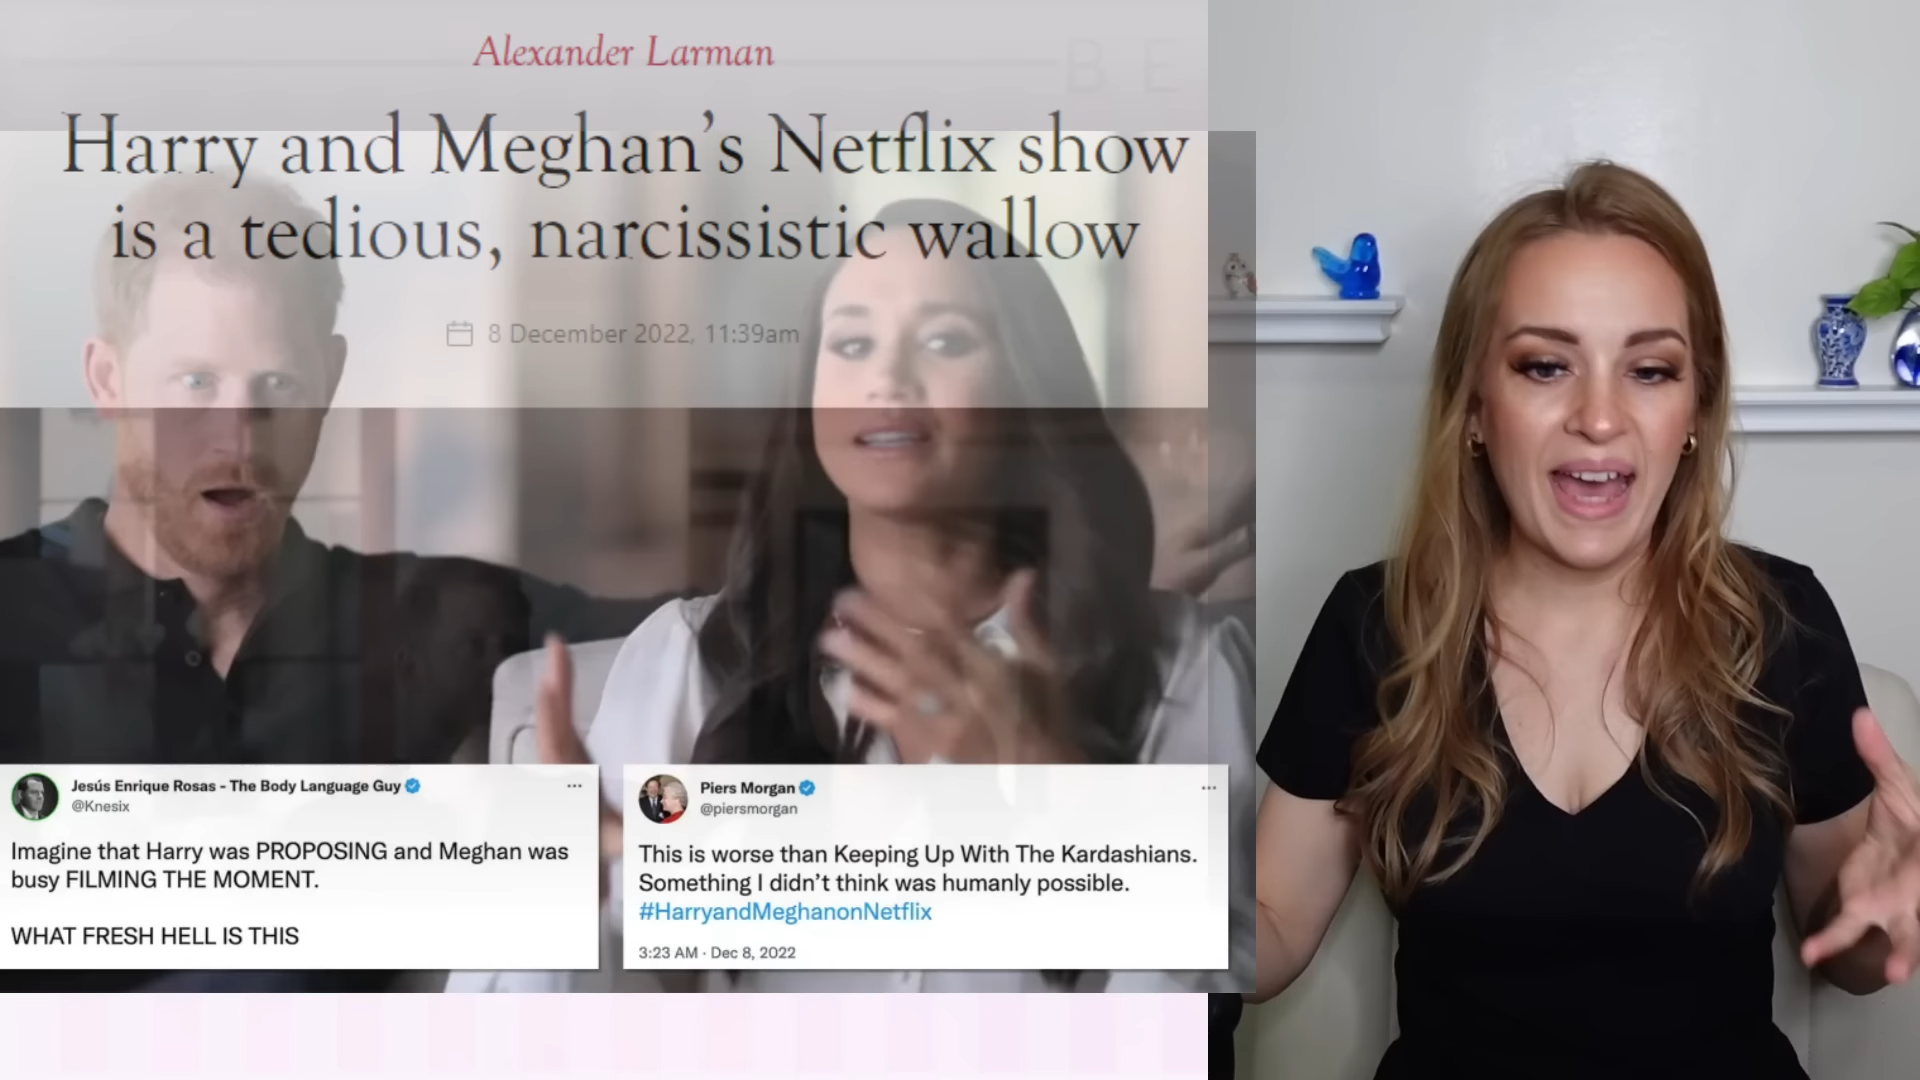 Alexander Larman
BE
Harry and Meghan's Netflix show
is a tedious, narcissistic wallow
8 December 2022, 11:39am
Jesús Enrique Rosas - The Body Language Guy
@Knesix
Imagine that Harry was PROPOSING and Meghan was
busy FILMING THE MOMENT.
WHAT FRESH HELL IS THIS
Piers Morgan
@piersmorgan
This is worse than Keeping Up With The Kardashians.
Something I didn't think was humanly possible.
#HarryandMeghanonNetflix
3:23 AM · Dec 8, 2022